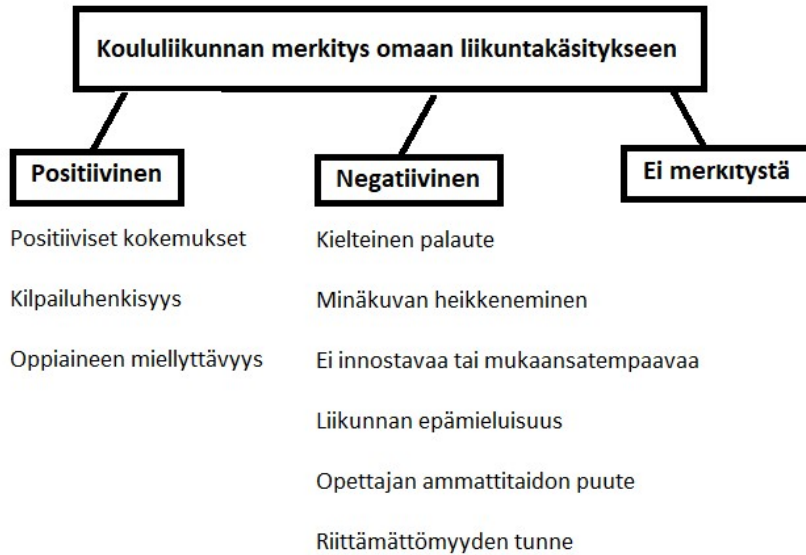 Koululiikunnan merkitys omaan liikuntakäsitykseen
Positiivinen
Positiiviset kokemukset
Kilpailuhenkisyys
Oppiaineen miellyttävyys
Negatiivinen
Kielteinen palaute
Minäkuvan heikkeneminen
Ei innostavaa tai mukaansatempaavaa
Liikunnan epämieluisuus
Opettajan ammattitaidon puute
Riittämättömyyden tunne
Ei merkitystä